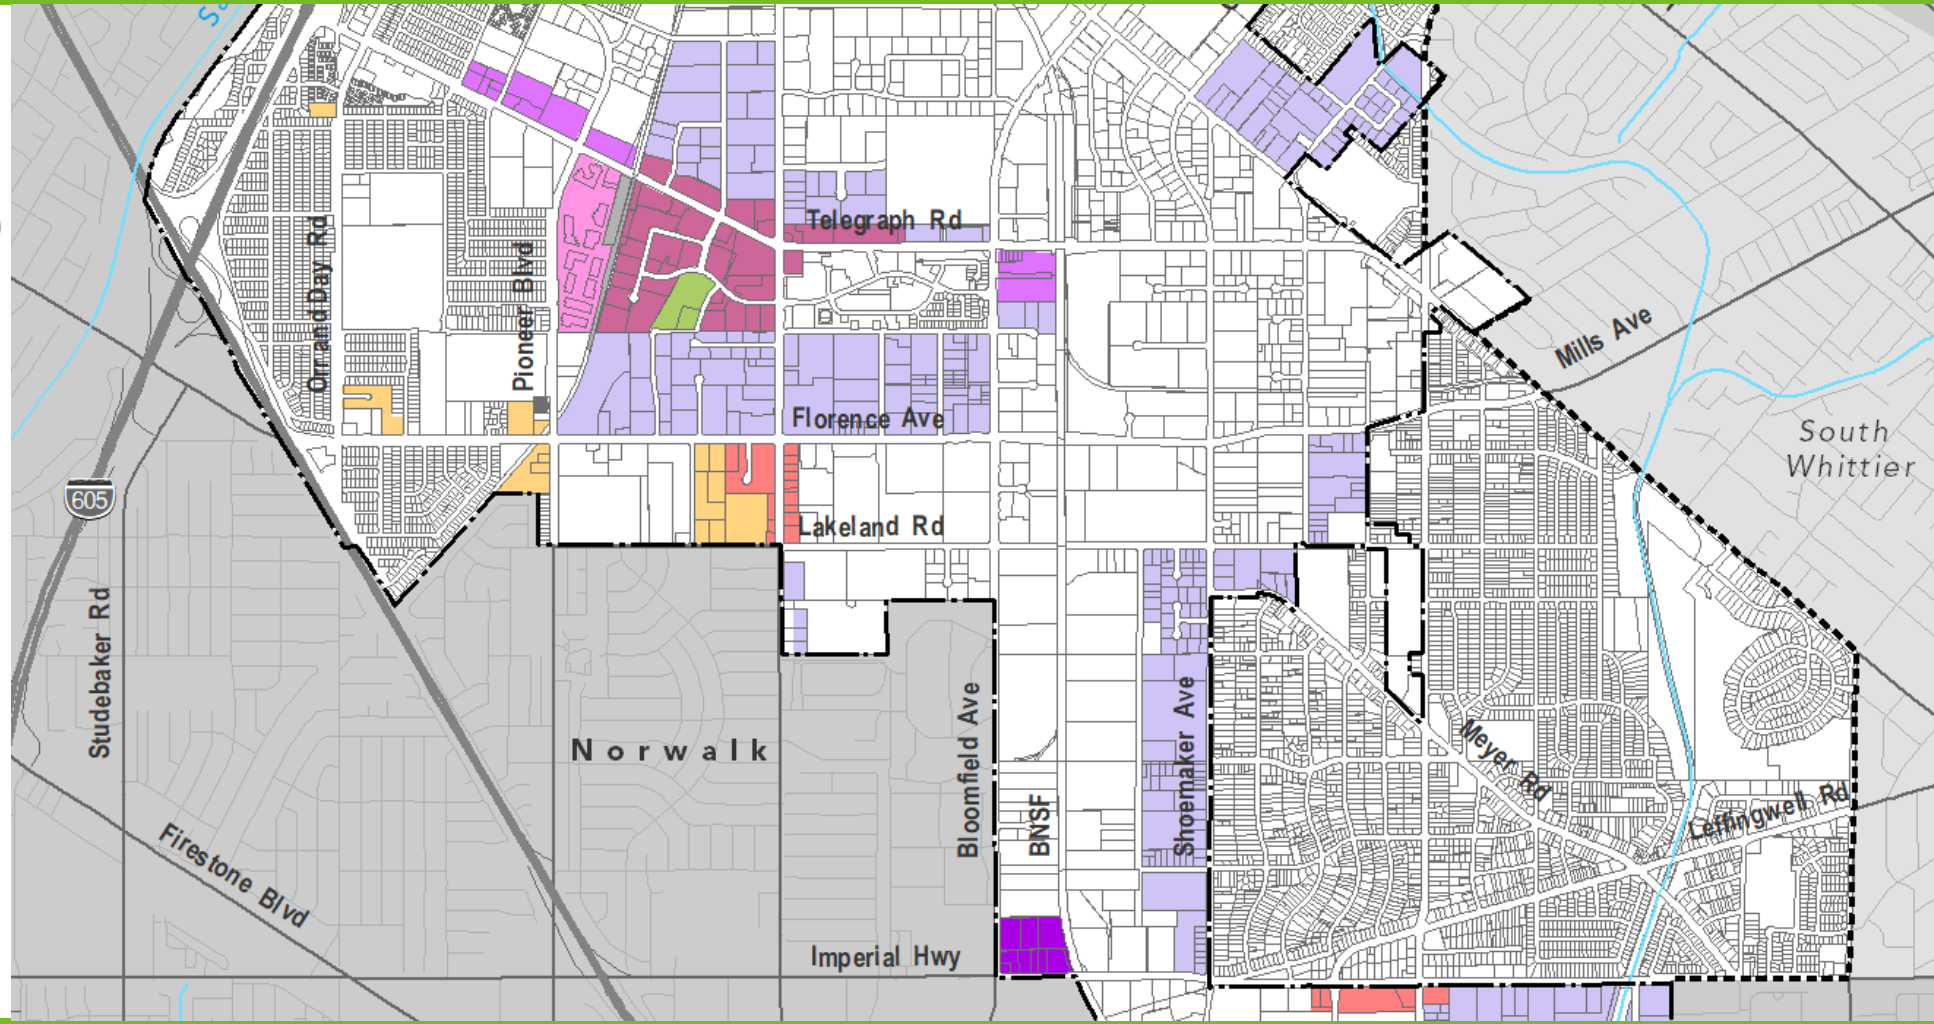 Sa
Telegraph Rd
Orr and Day Rd
Pioneer Blvd
Mills Ave
Florence Ave
South
Whittier
605
Lakeland Rd
Studebaker Rd
Norwalk
Bloomfield Ave
BNSF
Shoemaker Ave
Meyer Rd
Leffingwell Rd
Firestone Blvd
Imperial Hwy